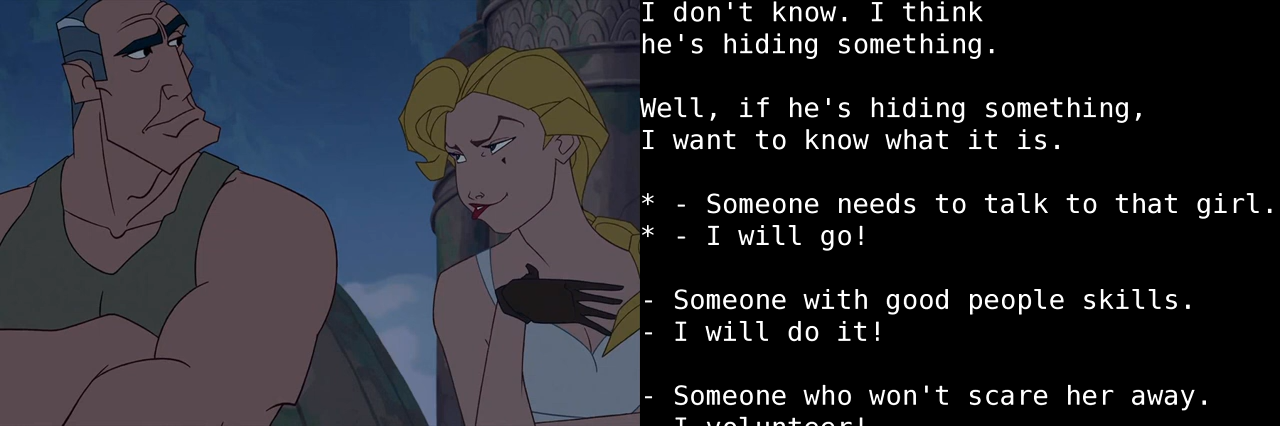 I don't know. I think
he's hiding something.
Well, if he's hiding something,
I want to know what it is.
* - Someone needs to talk to that girl.
* - I will go!
- Someone with good people skills.
- I will do it!
- Someone who won't scare her away.
- I volunteer!